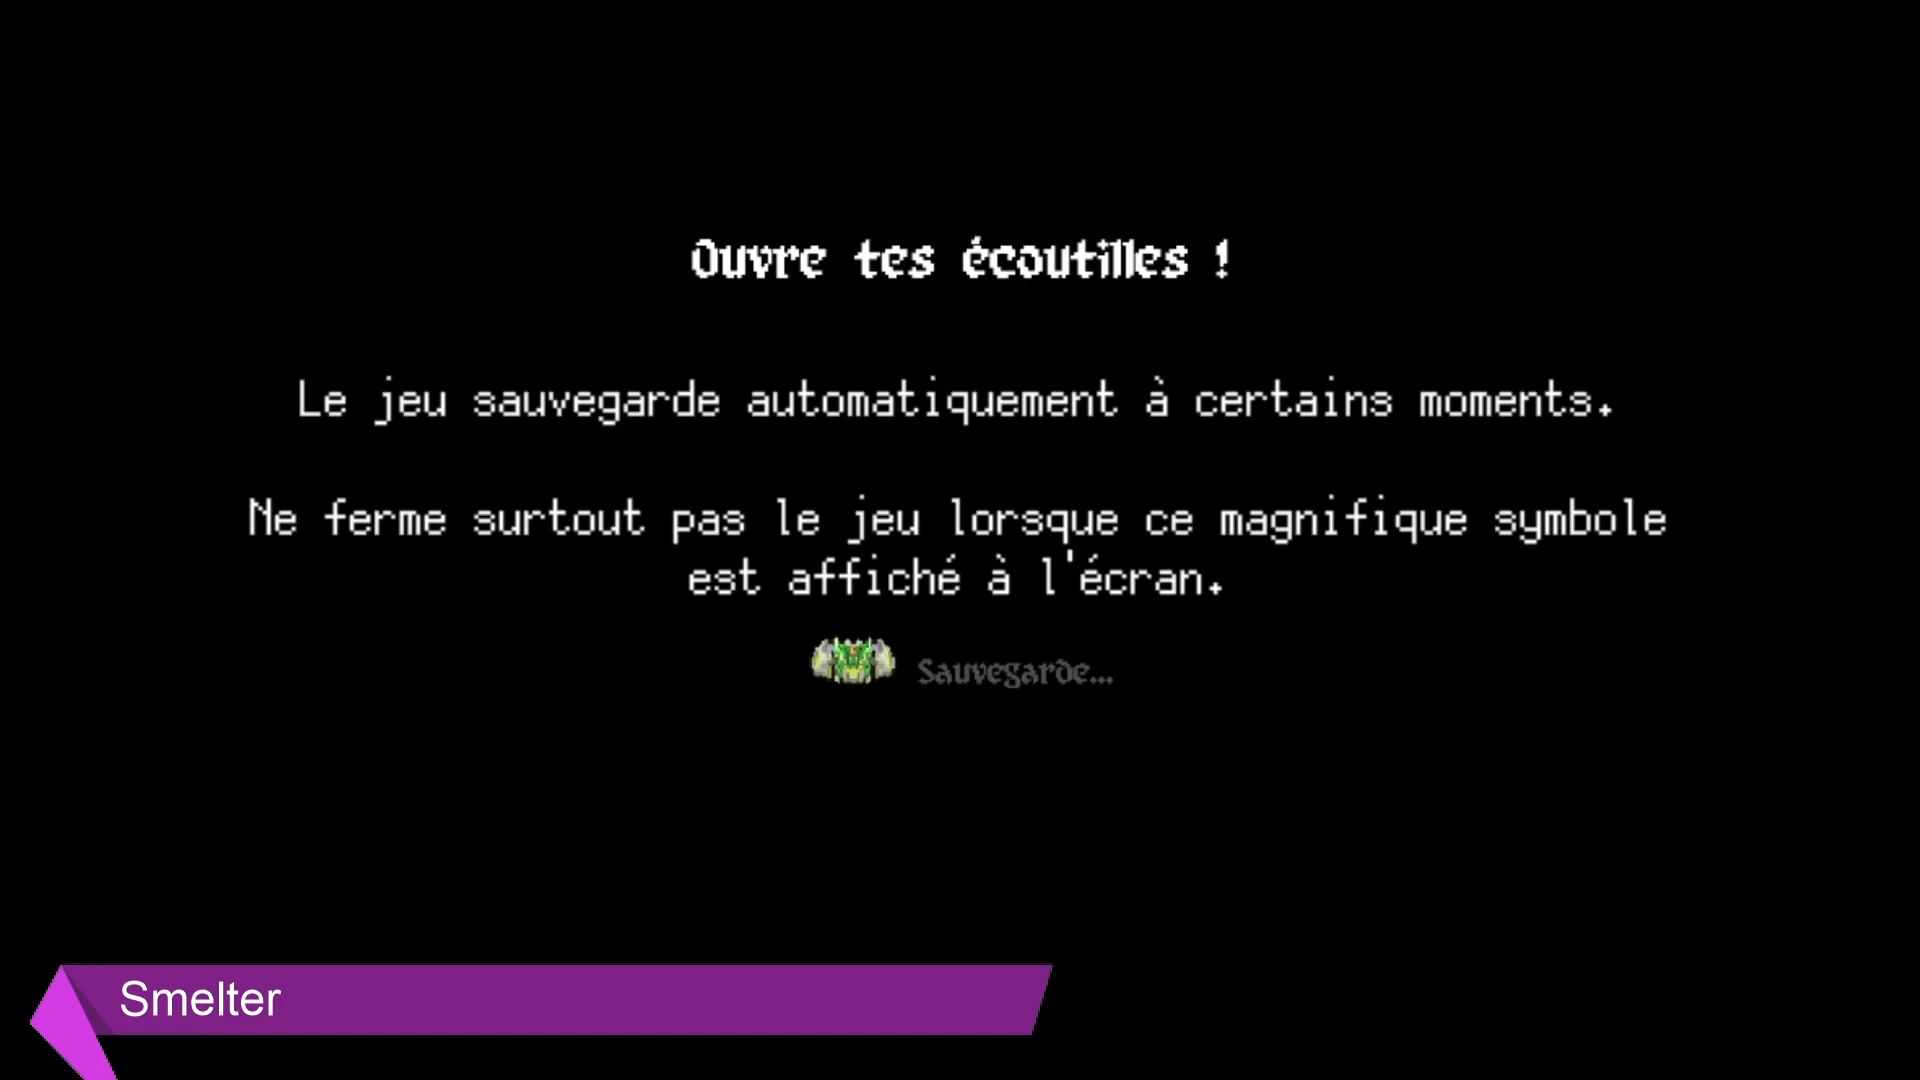 Ouvre tes écoutilles !
Le jeu sauvegarde automatiquement à certains moments.
Ne ferme surtout pas le jeu lorsque ce magnifique symbole
est affiché à l'écran.
Sauvegarde...
Smelter